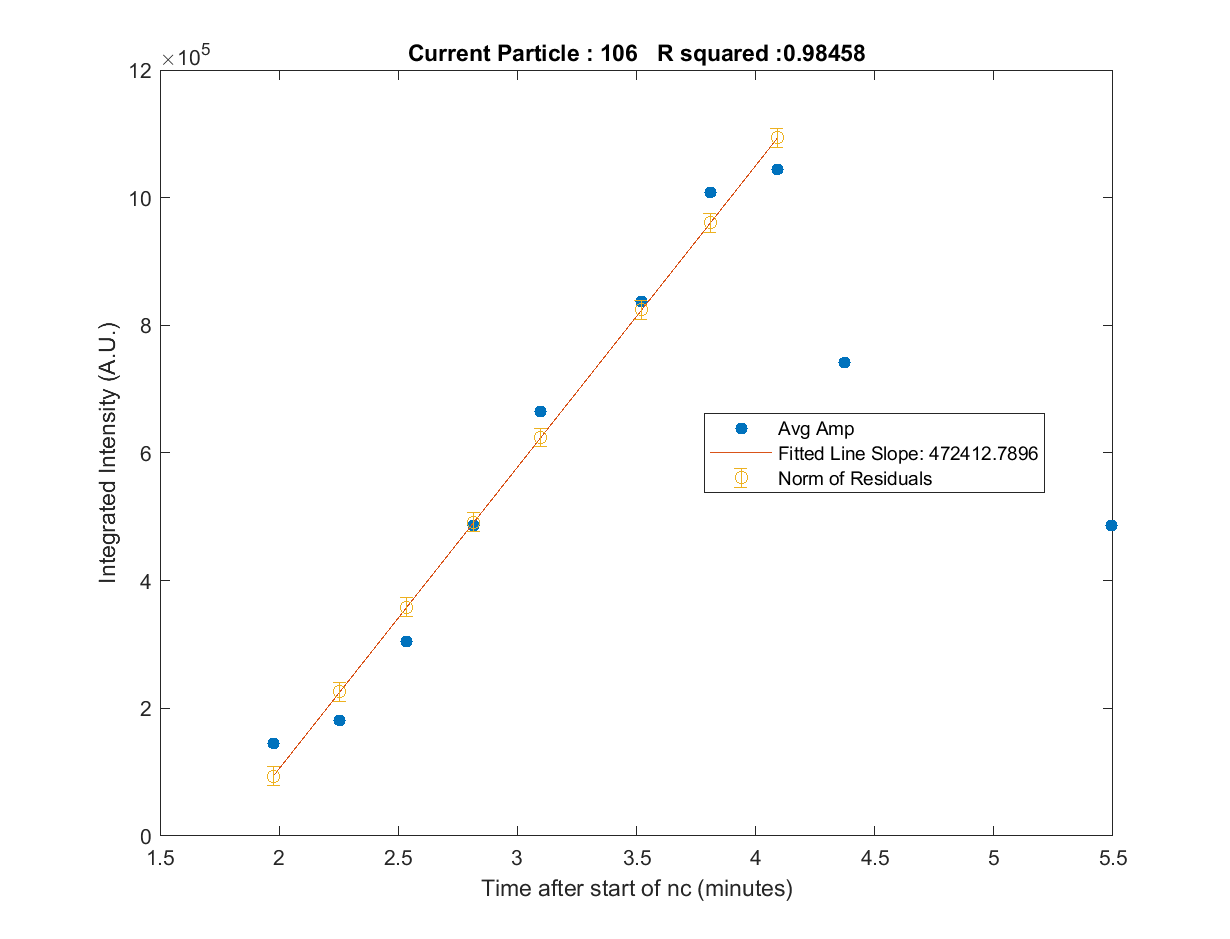 Current Particle : 106   R squared :0.98458
×10^5
12
10
8
6
4
2
0
Integrated Intensity (A.U.)
Avg Amp
Fitted Line Slope: 472412.7896
Norm of Residuals
1.5 2 2.5 3 3.5 4 4.5 5 5.5
Time after start of nc (minutes)